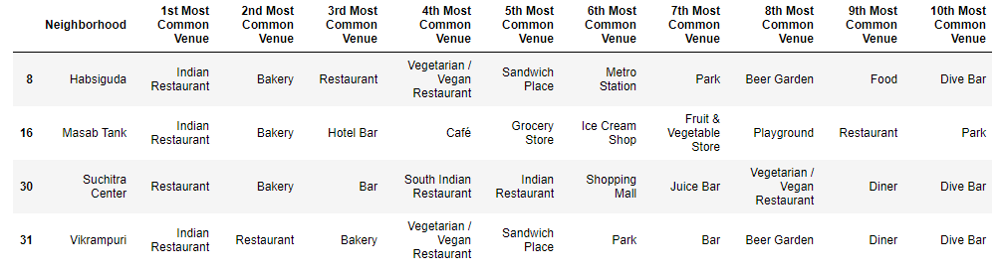 Neighborhood 1st Most Common Venue 2nd Most Common Venue 3rd Most Common Venue 4th Most Common Venue 5th Most Common Venue 6th Most Common Venue 7th Most Common Venue 8th Most Common Venue 9th Most Common Venue 10th Most Common Venue
8 Habsiguda Indian Restaurant Bakery Restaurant Vegetarian / Vegan Restaurant Sandwich Place Metro Station Park Beer Garden Food Dive Bar
16 Masab Tank Indian Restaurant Bakery Hotel Bar Café Grocery Store Ice Cream Shop Fruit & Vegetable Store Playground Restaurant Park
30 Suchitra Center Restaurant Bakery Bar South Indian Restaurant Indian Restaurant Shopping Mall Juice Bar Vegetarian / Vegan Restaurant Diner Dive Bar
31 Vikrampuri Indian Restaurant Restaurant Bakery Vegetarian / Vegan Restaurant Sandwich Place Park Bar Beer Garden Diner Dive Bar